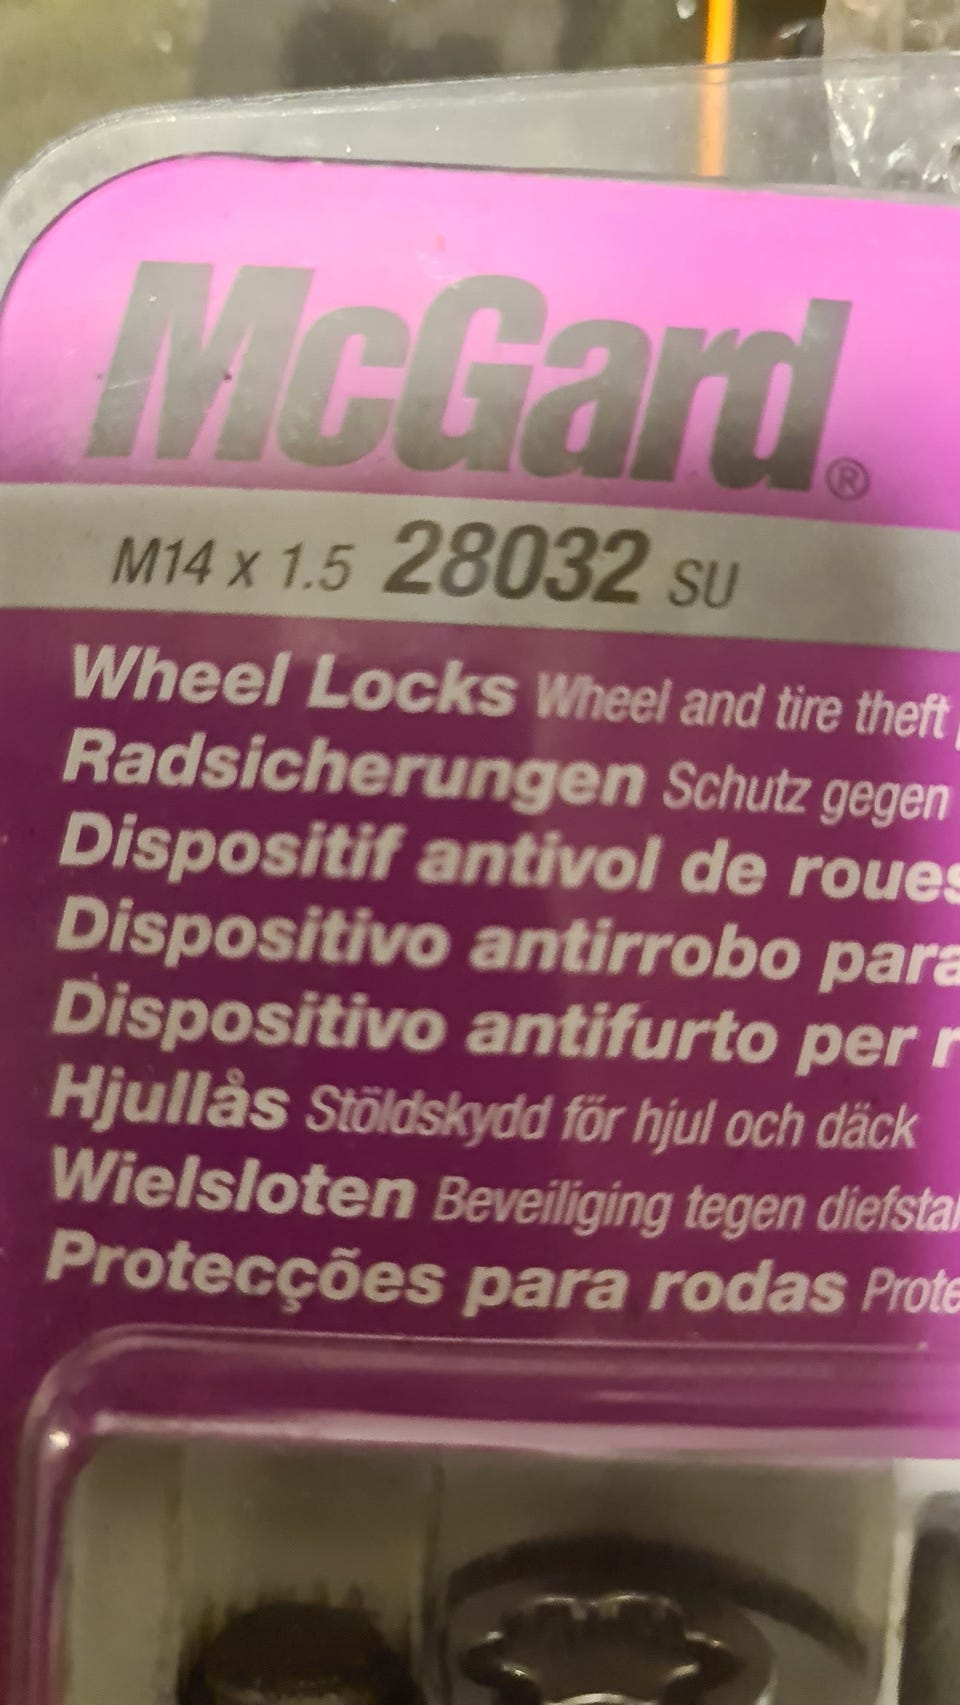 McGard®
M14 x 1.5 28032 SU
Wheel Locks Wheel and tire theft
Radsicherungen Schutz gegen
Dispositif antivol de roues
Dispositivo antirrobo para
Dispositivo antifurto per r
Hjullås Stöldskydd för hjul och däck
Wielsloten Beveiliging tegen diefstal
Protecções para rodas Prote